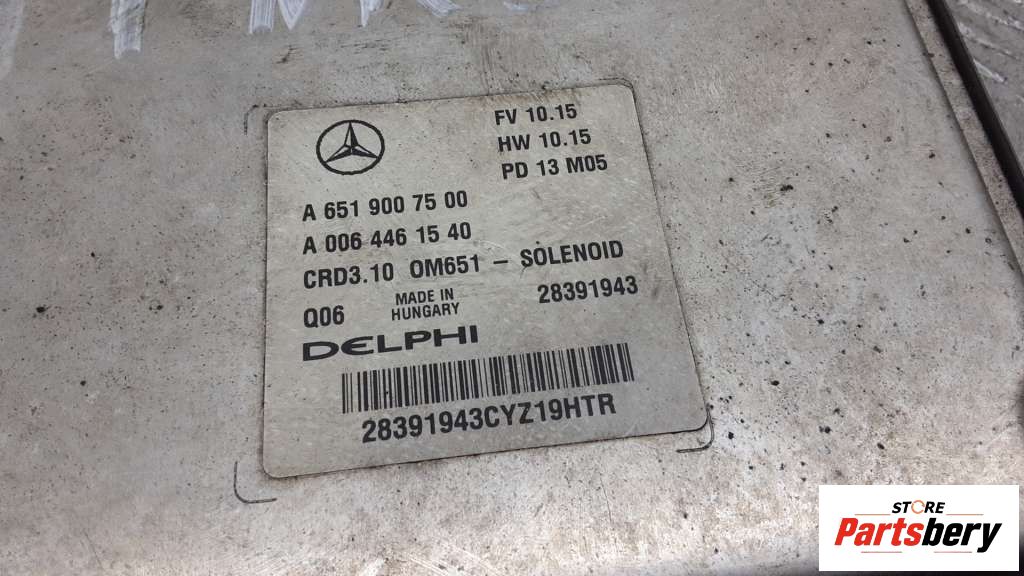 FV 10.15
HW 10.15
PD 13 M05
A 651 900 75 00
A 006 446 15 40
CRD3.10 OM651 – SOLENOID
Q06 MADE IN HUNGARY 28391943
DELPHI
28391943CYZ19HTR
STORE
Partsbery